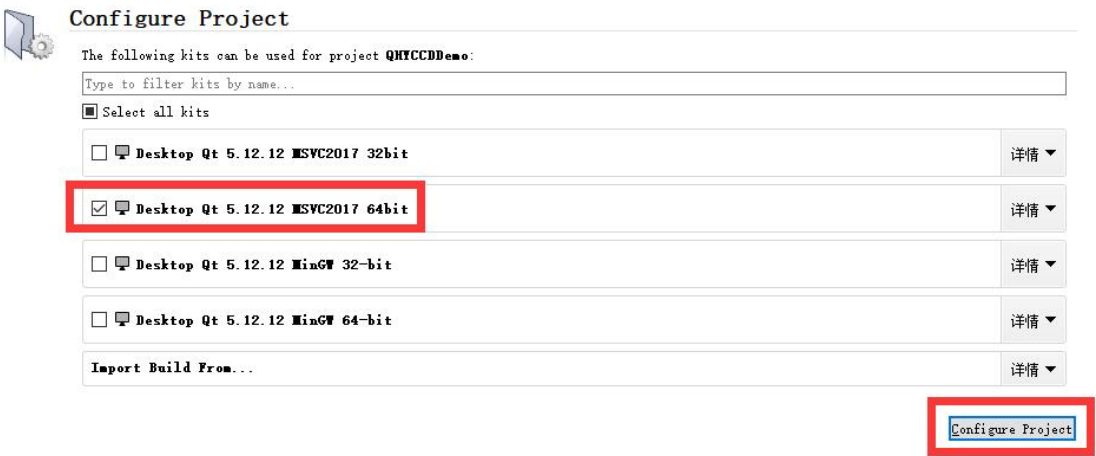 Configure Project
The following kits can be used for project QHYCCDDemo:
Type to filter kits by name...
Select all kits
Desktop Qt 5.12.12 MSVC2017 32bit
详情
Desktop Qt 5.12.12 MSVC2017 64bit
详情
Desktop Qt 5.12.12 MinGW 32-bit
详情
Desktop Qt 5.12.12 MinGW 64-bit
详情
Import Build From...
详情
Configure Project